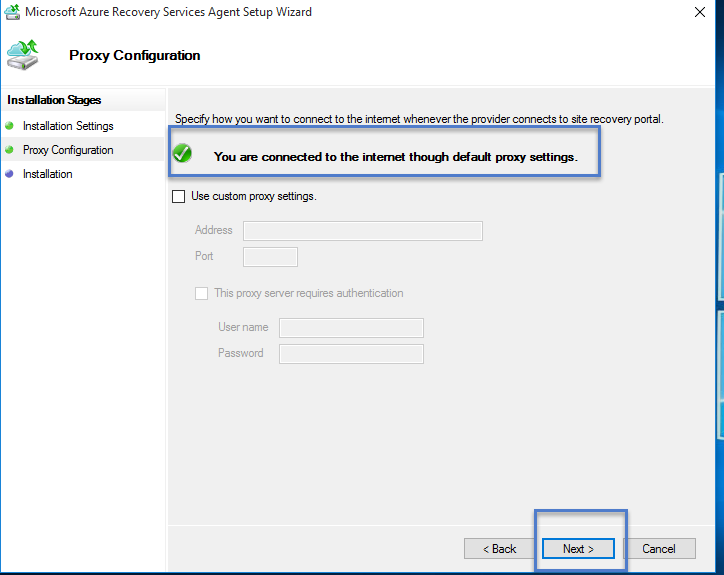 Microsoft Azure Recovery Services Agent Setup Wizard
Proxy Configuration
Installation Stages
Installation Settings
Proxy Configuration
Installation
Specify how you want to connect to the internet whenever the provider connects to site recovery portal.
You are connected to the internet though default proxy settings.
Use custom proxy settings.
Address
Port
This proxy server requires authentication
User name
Password
< Back Next > Cancel